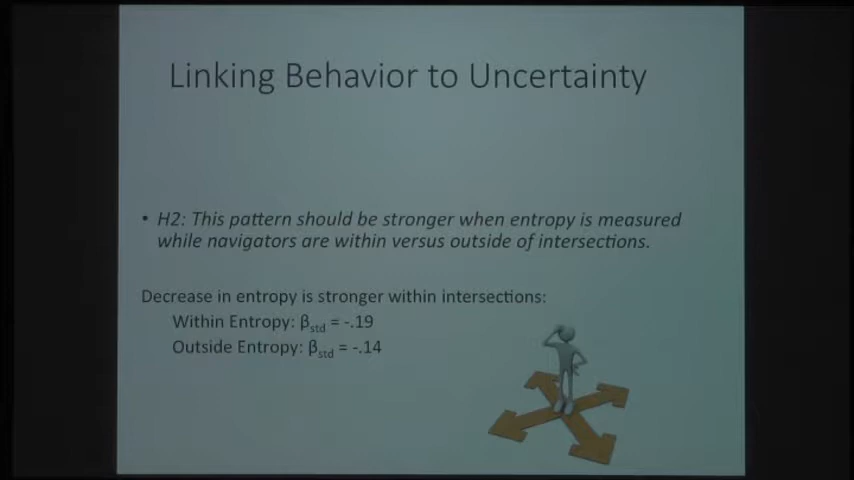 Linking Behavior to Uncertainty
• H2: This pattern should be stronger when entropy is measured
while navigators are within versus outside of intersections.
Decrease in entropy is stronger within intersections:
Within Entropy: βstd = -.19
Outside Entropy: βstd = -.14